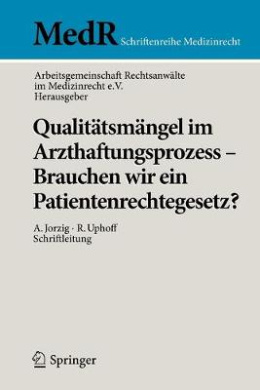 MedR Schriftenreihe Medizinrecht
Arbeitsgemeinschaft Rechtsanwälte
im Medizinrecht e.V.
Herausgeber
Qualitätsmängel im
Arzthaftungsprozess –
Brauchen wir ein
Patientenrechtegesetz?
A. Jorzig · R. Uphoff
Schriftleitung
Springer